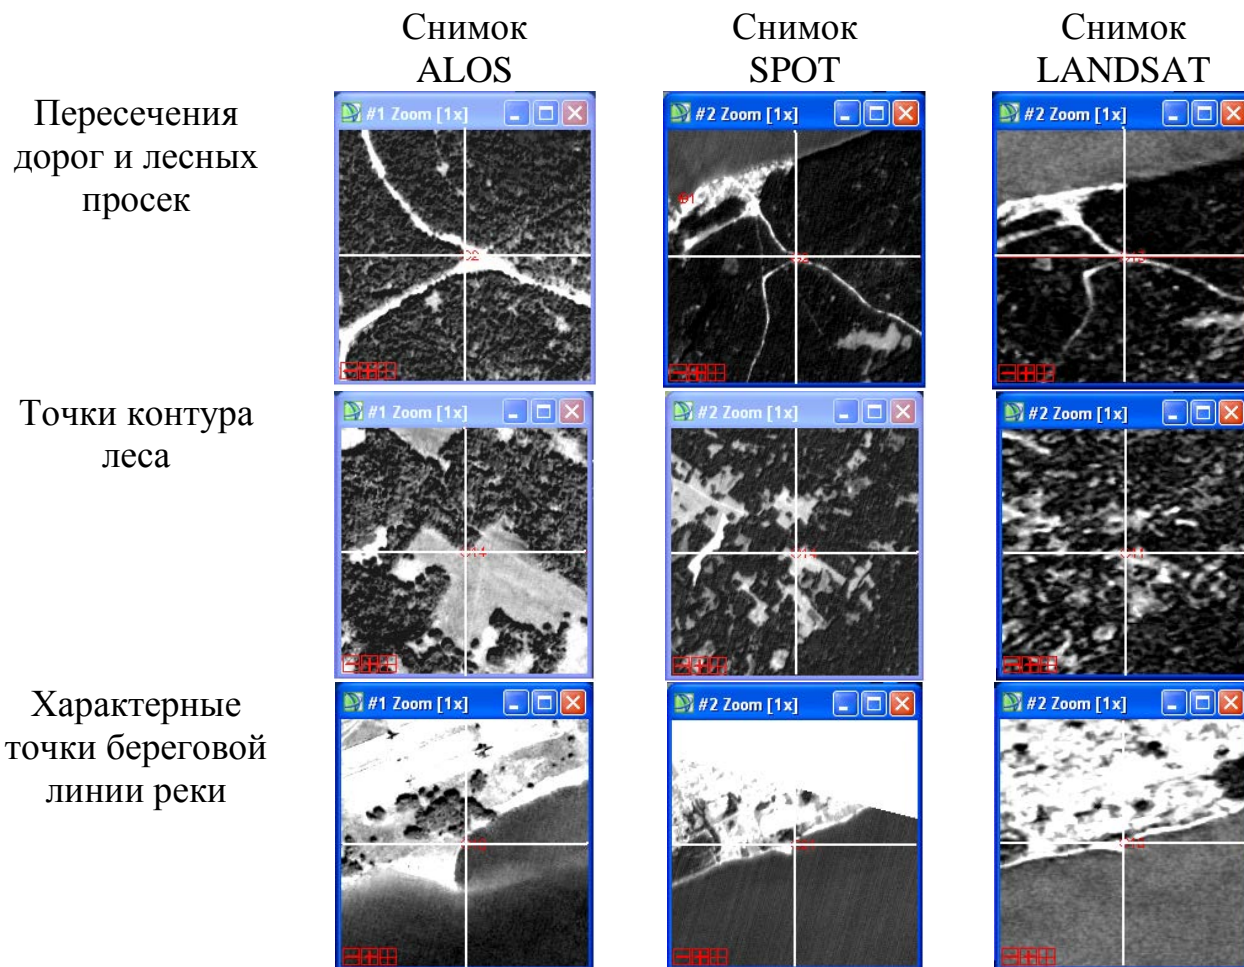 Снимок ALOS
Снимок SPOT
Снимок LANDSAT
Пересечения
дорог и лесных
просек
#1 Zoom [1x]
#2 Zoom [1x]
#2 Zoom [1x]
Точки контура
леса
#1 Zoom [1x]
#2 Zoom [1x]
#2 Zoom [1x]
Характерные
точки береговой
линии реки
#1 Zoom [1x]
#2 Zoom [1x]
#2 Zoom [1x]